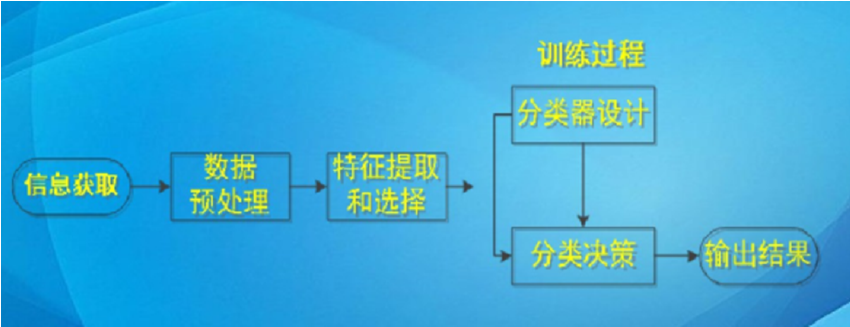 训练过程
分类器设计
信息获取
数据
预处理
特征提取
和选择
分类决策
输出结果